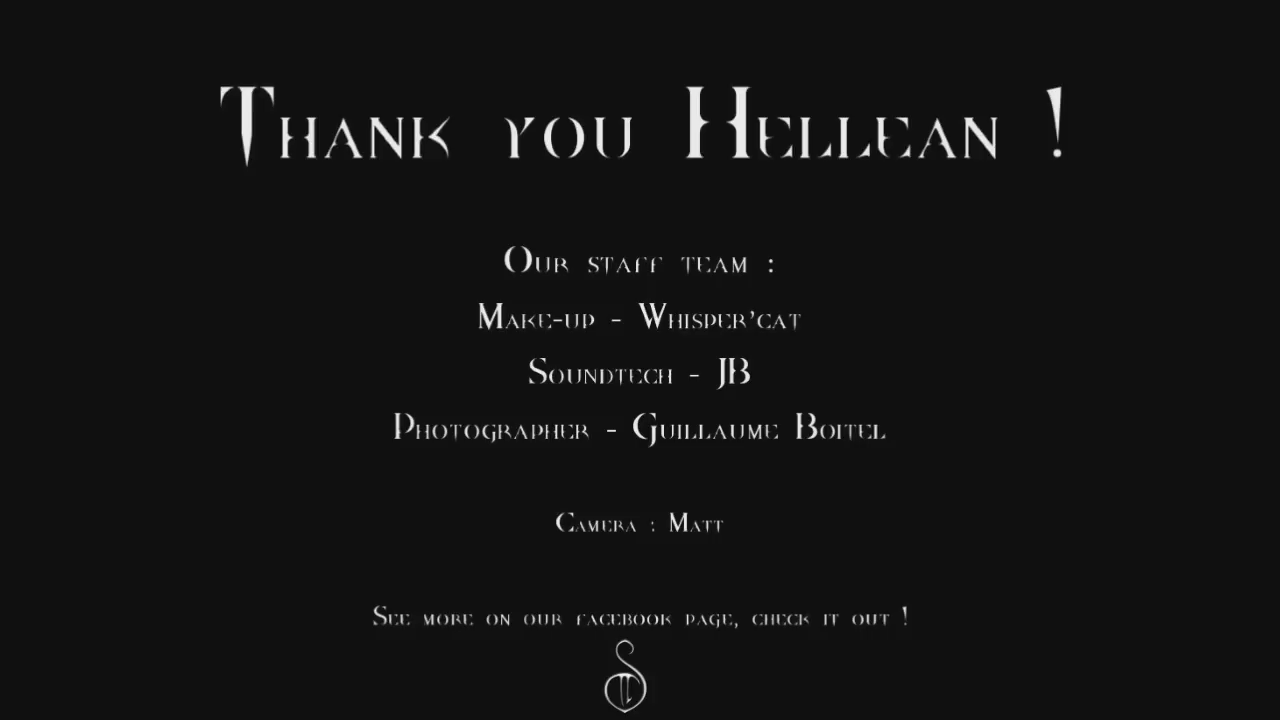 Thank you Hellean !
Our staff team :
Make-up - Whisper'cat
Soundtech - JB
Photographer - Guillaume Boitel
Camera : Matt
See more on our facebook page, check it out !